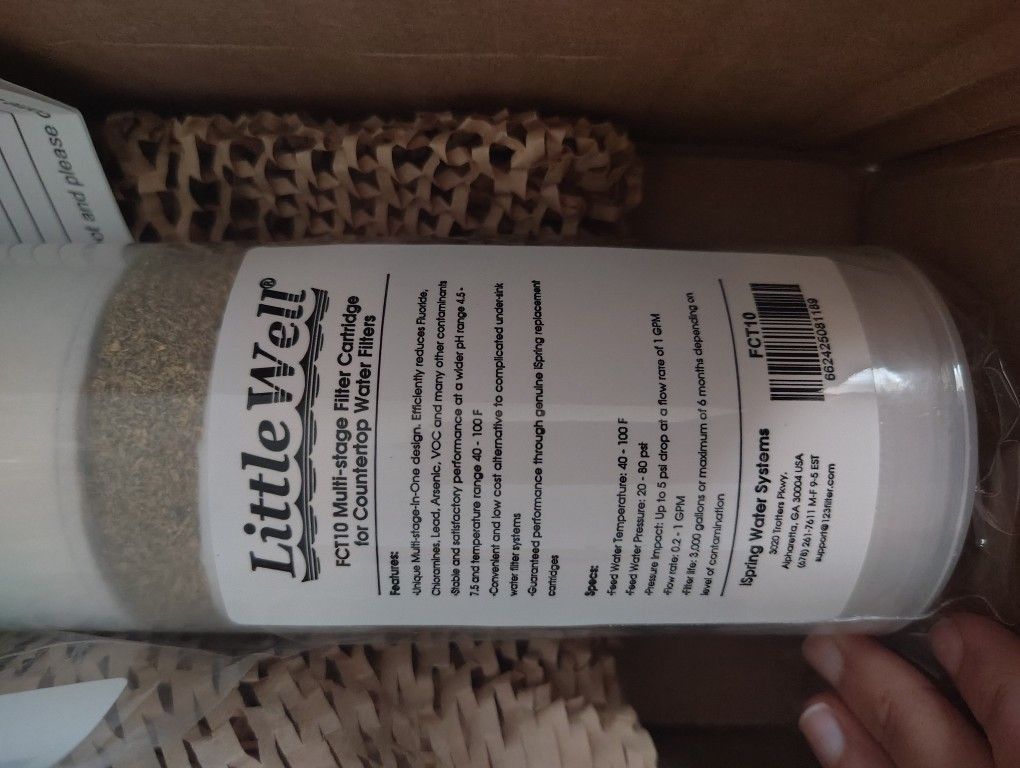 ot and please
Little Well®
FCT10 Multi-stage Filter Cartridge
for Countertop Water Filters
Features:
-Unique Multi-stage-in-One design. Efficiently reduces Fluoride,
Chloramines, Lead, Arsenic, VOC and many other contaminants
-Stable and satisfactory performance at a wider pH range 4.5 -
7.5 and temperature range 40 - 100 F
-Convenient and low cost alternative to complicated under-sink
water filter systems
-Guaranteed performance through genuine iSpring replacement
cartridges
Specs:
-Feed Water Temperature: 40 - 100 F
-Feed Water Pressure: 20 - 80 psi
-Pressure Impact: Up to 5 psi drop at a flow rate of 1 GPM
-Flow rate: 0.2 - 1 GPM
-Filter life: 3,000 gallons or maximum of 6 months depending on
level of contamination
iSpring Water Systems
3020 Trotters Pkwy,
Alpharetta, GA 30004 USA
(678) 261-7611 M-F 9-5 EST
support@123filter.com
FCT10
662425081189